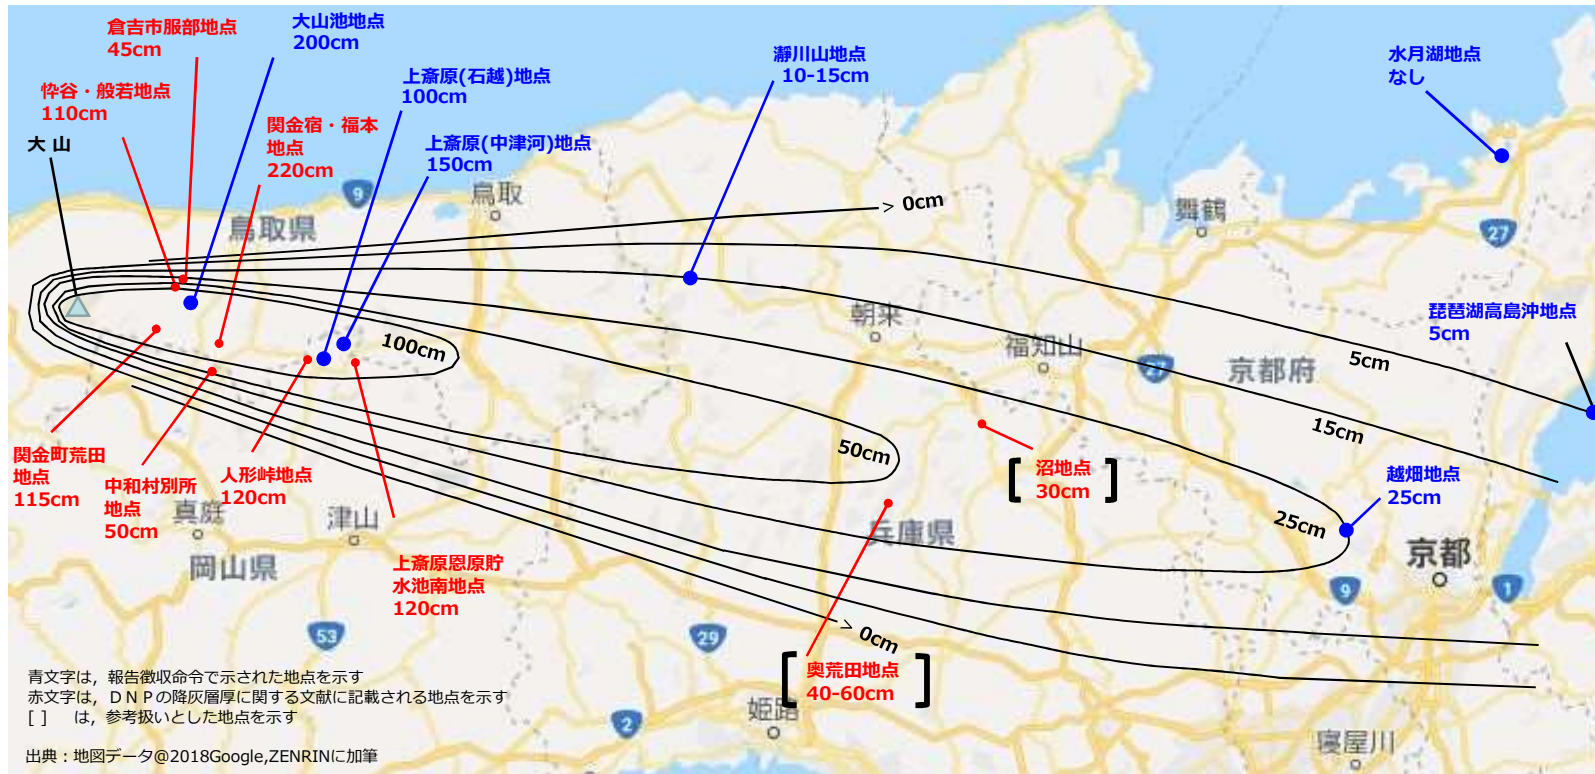 倉吉市服部地点
45cm
大山池地点
200cm
瀞川山地点
10-15cm
水月湖地点
なし
忰谷・般若地点
110cm
上斎原(石越)地点
100cm
関金宿・福本
地点
220cm
上斎原(中津河)地点
150cm
大山
9
鳥取
鳥取県
> 0cm
舞鶴
27
琵琶湖高島沖地点
5cm
朝来
福知山
27
京都府
100cm
5cm
15cm
50cm
関金町荒田
地点
115cm
中和村別所
地点
50cm
人形峠地点
120cm
[沼地点
30cm]
越畑地点
25cm
25cm
真庭
津山
岡山県
兵庫県
京都
上斎原恩原貯
水池南地点
120cm
9
1
53
29
> 0cm
[奥荒田地点
40-60cm]
姫路
2
寝屋川
青文字は，報告徴収命令で示された地点を示す
赤文字は，ＤＮＰの降灰層厚に関する文献に記載される地点を示す
[ ]　は，参考扱いとした地点を示す
出典：地図データ@2018Google,ZENRINに加筆